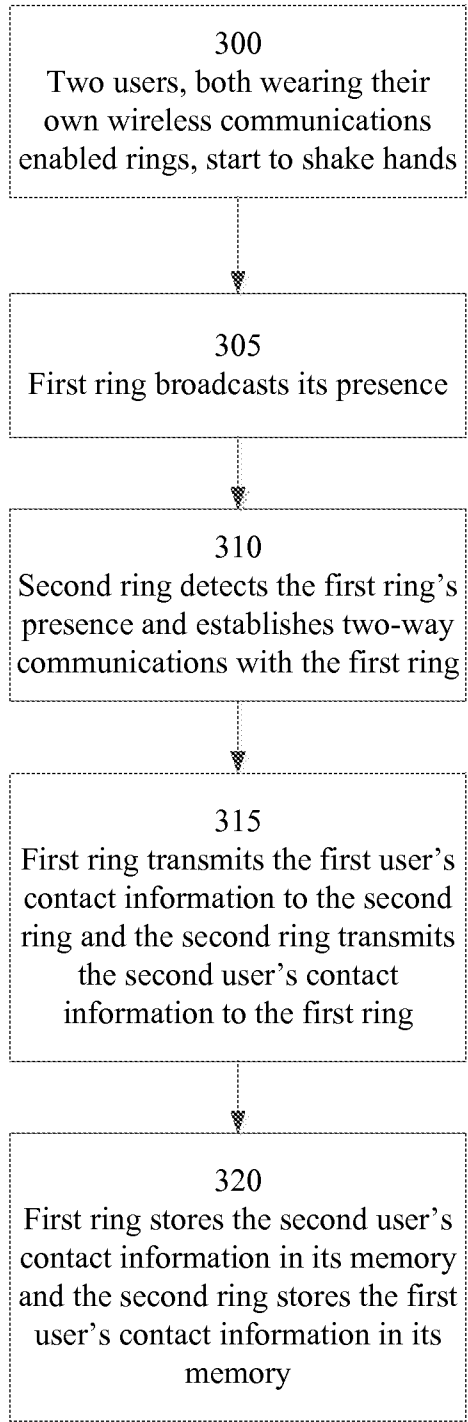 300
Two users, both wearing their
own wireless communications
enabled rings, start to shake hands
305
First ring broadcasts its presence
310
Second ring detects the first ring’s
presence and establishes two-way
communications with the first ring
315
First ring transmits the first user’s
contact information to the second
ring and the second ring transmits
the second user’s contact
information to the first ring
320
First ring stores the second user’s
contact information in its memory
and the second ring stores the first
user’s contact information in its
memory